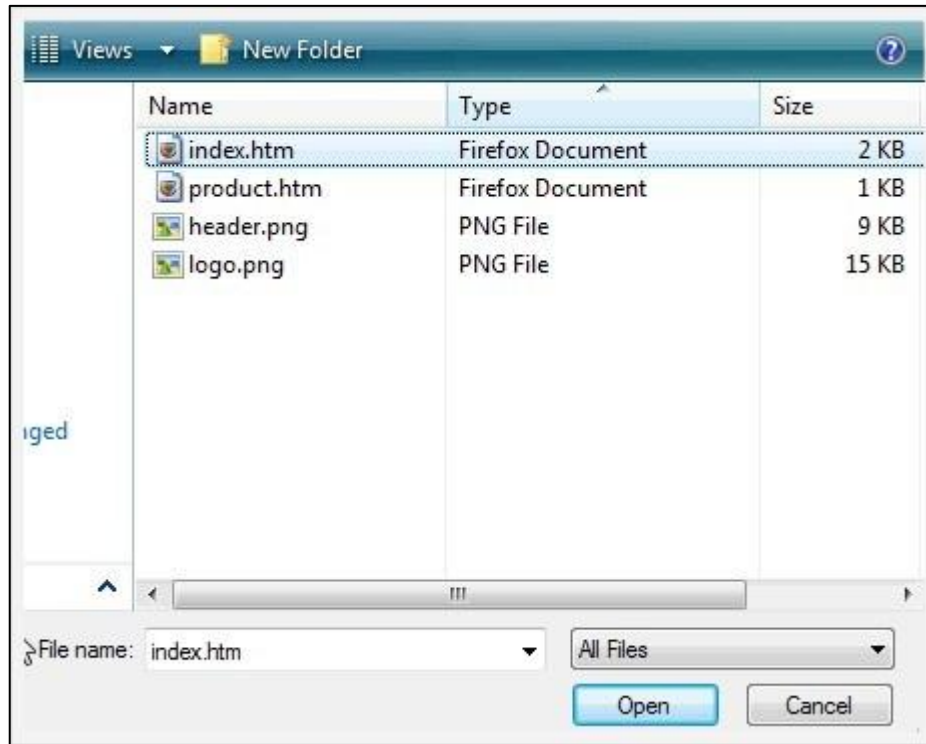 Views New Folder
Name Type Size
index.htm Firefox Document 2 KB
product.htm Firefox Document 1 KB
header.png PNG File 9 KB
logo.png PNG File 15 KB
ged
File name: index.htm All Files
Open Cancel